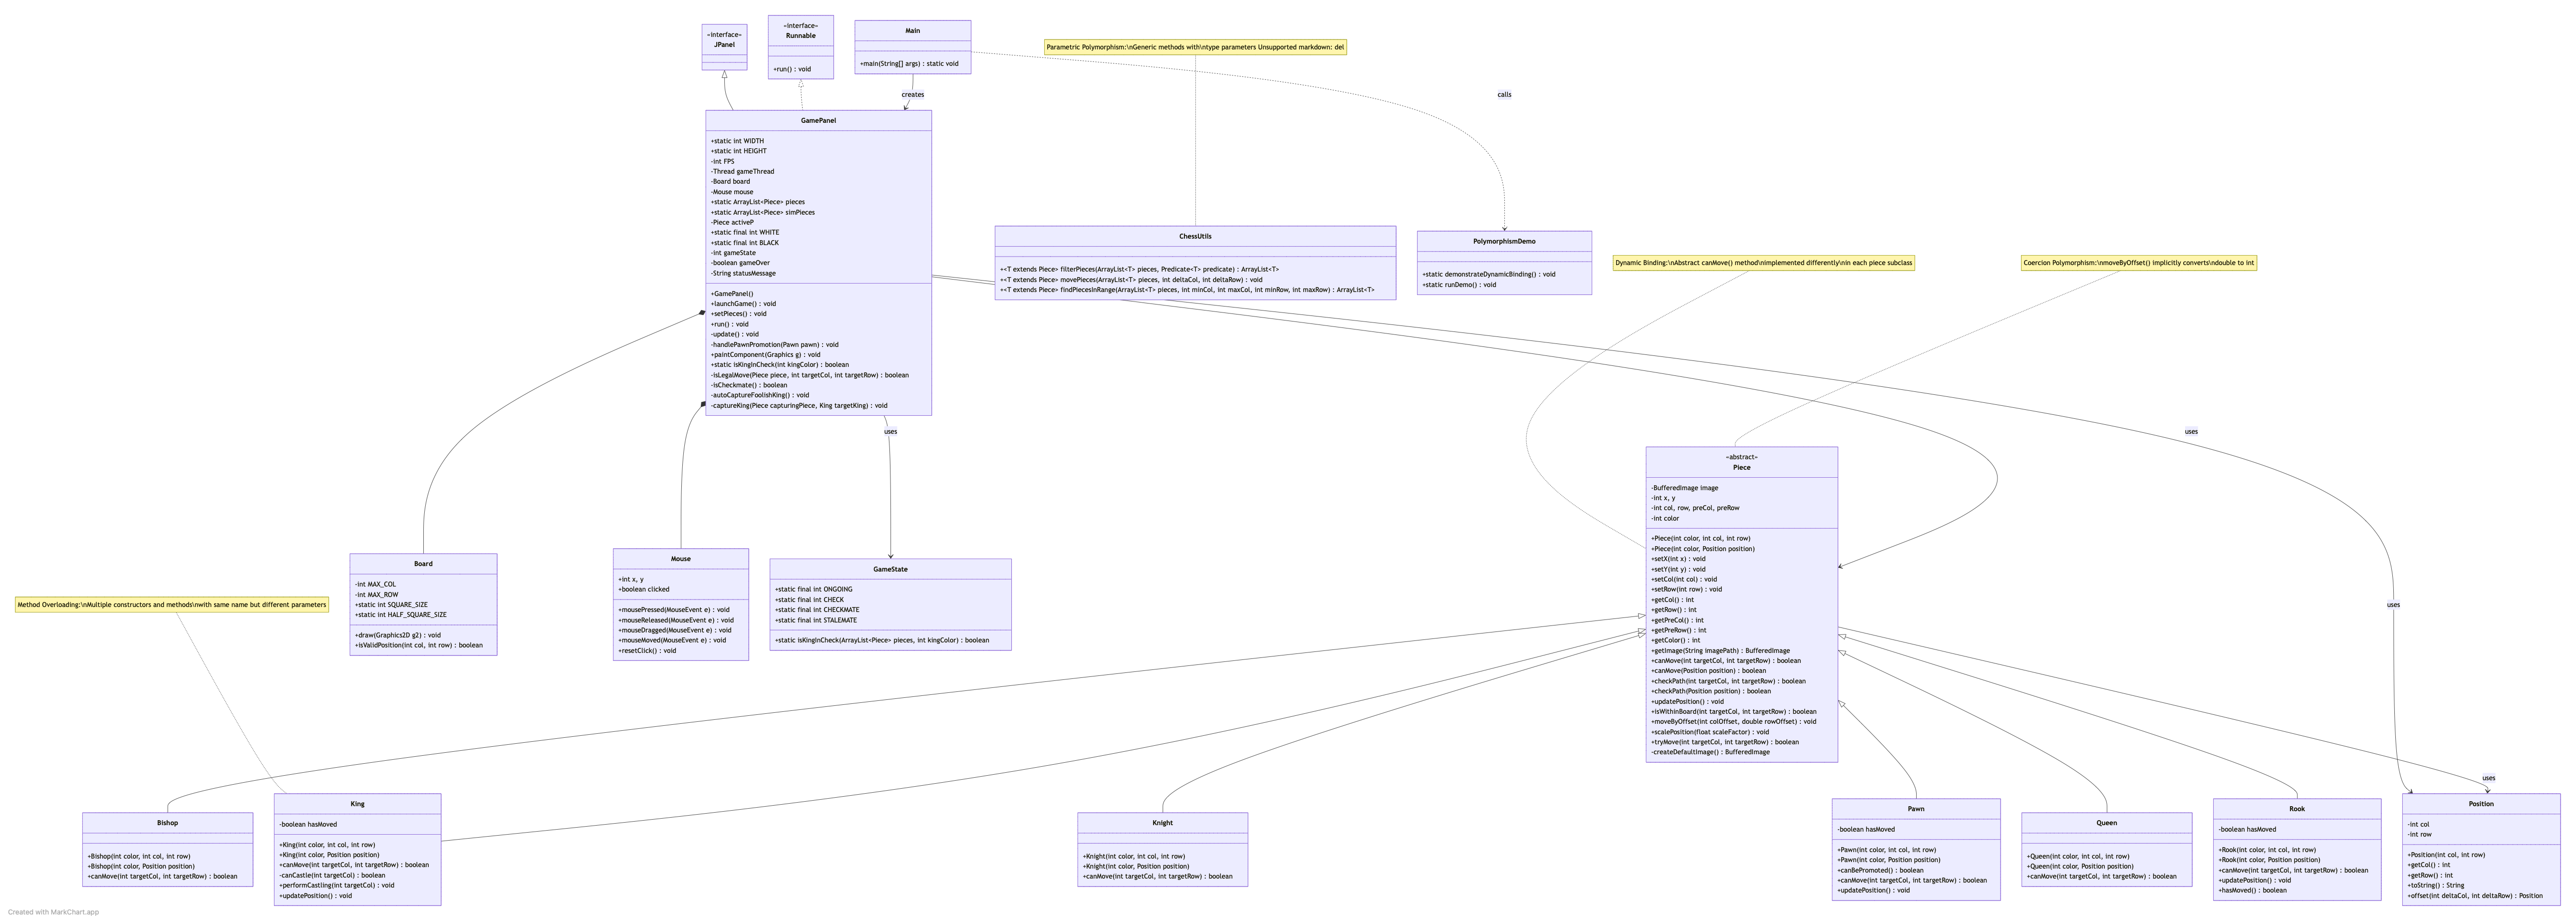 «interface»
JPanel
«interface»
Runnable
+run() : void
Main
+main(String[] args) : static void
Parametric Polymorphism:\nGeneric methods with\ntype parameters Unsupported markdown: del
creates
calls
GamePanel
+static int WIDTH
+static int HEIGHT
-int FPS
-Thread gameThread
-Board board
-Mouse mouse
+static ArrayList<Piece> pieces
+static ArrayList<Piece> simPieces
-Piece activeP
+static final int WHITE
+static final int BLACK
-int gameState
-boolean gameOver
-String statusMessage
+GamePanel()
+launchGame() : void
+setPieces() : void
+run() : void
-update() : void
-handlePawnPromotion(Pawn pawn) : void
+paintComponent(Graphics g) : void
+static isKingInCheck(int kingColor) : boolean
-isLegalMove(Piece piece, int targetCol, int targetRow) : boolean
-isCheckmate() : boolean
-autoCaptureFoolishKing() : void
-captureKing(Piece capturingPiece, King targetKing) : void
ChessUtils
+<T extends Piece> filterPieces(ArrayList<T> pieces, Predicate<T> predicate) : ArrayList<T>
+<T extends Piece> movePieces(ArrayList<T> pieces, int deltaCol, int deltaRow) : void
+<T extends Piece> findPiecesInRange(ArrayList<T> pieces, int minCol, int maxCol, int minRow, int maxRow) : ArrayList<T>
PolymorphismDemo
+static demonstrateDynamicBinding() : void
+static runDemo() : void
Dynamic Binding:\nAbstract canMove() method\nimplemented differently\nin each piece subclass
Coercion Polymorphism:\nmoveByOffset() implicitly converts\ndouble to int
uses
uses
«abstract»
Piece
-BufferedImage image
-int x, y
-int col, row, preCol, preRow
-int color
+Piece(int color, int col, int row)
+Piece(int color, Position position)
+setX(int x) : void
+setY(int y) : void
+setCol(int col) : void
+setRow(int row) : void
+getCol() : int
+getRow() : int
+getPreCol() : int
+getPreRow() : int
+getColor() : int
+getImage(String imagePath) : BufferedImage
+canMove(int targetCol, int targetRow) : boolean
+canMove(Position position) : boolean
+checkPath(int targetCol, int targetRow) : boolean
+checkPath(Position position) : boolean
+updatePosition() : void
+isWithinBoard(int targetCol, int targetRow) : boolean
+moveByOffset(int colOffset, double rowOffset) : void
+scalePosition(float scaleFactor) : void
+tryMove(int targetCol, int targetRow) : boolean
-createDefaultImage() : BufferedImage
Board
-int MAX_COL
-int MAX_ROW
+static int SQUARE_SIZE
+static int HALF_SQUARE_SIZE
+draw(Graphics2D g2) : void
+isValidPosition(int col, int row) : boolean
Mouse
+int x, y
+boolean clicked
+mousePressed(MouseEvent e) : void
+mouseReleased(MouseEvent e) : void
+mouseDragged(MouseEvent e) : void
+mouseMoved(MouseEvent e) : void
+resetClick() : void
GameState
+static final int ONGOING
+static final int CHECK
+static final int CHECKMATE
+static final int STALEMATE
+static isKingInCheck(ArrayList<Piece> pieces, int kingColor) : boolean
Method Overloading:\nMultiple constructors and methods\nwith same name but different parameters
uses
uses
Bishop
+Bishop(int color, int col, int row)
+Bishop(int color, Position position)
+canMove(int targetCol, int targetRow) : boolean
King
-boolean hasMoved
+King(int color, int col, int row)
+King(int color, Position position)
+canMove(int targetCol, int targetRow) : boolean
-canCastle(int targetCol) : boolean
+performCastling(int targetCol) : void
+updatePosition() : void
Knight
+Knight(int color, int col, int row)
+Knight(int color, Position position)
+canMove(int targetCol, int targetRow) : boolean
Pawn
-boolean hasMoved
+Pawn(int color, int col, int row)
+Pawn(int color, Position position)
+canBePromoted() : boolean
+canMove(int targetCol, int targetRow) : boolean
+updatePosition() : void
Queen
+Queen(int color, int col, int row)
+Queen(int color, Position position)
+canMove(int targetCol, int targetRow) : boolean
Rook
-boolean hasMoved
+Rook(int color, int col, int row)
+Rook(int color, Position position)
+canMove(int targetCol, int targetRow) : boolean
+updatePosition() : void
+hasMoved() : boolean
Position
-int col
-int row
+Position(int col, int row)
+getCol() : int
+getRow() : int
+toString() : String
+offset(int deltaCol, int deltaRow) : Position
Created with MarkChart.app